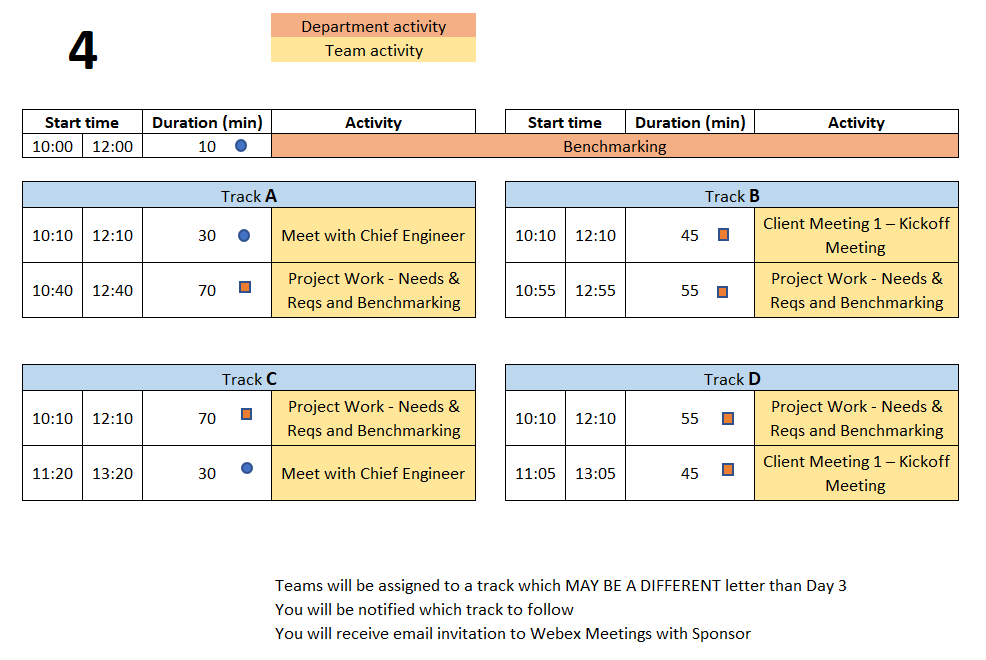 4
Department activity
Team activity
Start time Duration (min) Activity Start time Duration (min) Activity
10:00 12:00 10 Benchmarking
Track A
10:10 12:10 30 Meet with Chief Engineer
10:40 12:40 70 Project Work - Needs &
Reqs and Benchmarking
Track B
10:10 12:10 45 Client Meeting 1 – Kickoff
Meeting
10:55 12:55 55 Project Work - Needs &
Reqs and Benchmarking
Track C
10:10 12:10 70 Project Work - Needs &
Reqs and Benchmarking
11:20 13:20 30 Meet with Chief Engineer
Track D
10:10 12:10 55 Project Work - Needs &
Reqs and Benchmarking
11:05 13:05 45 Client Meeting 1 – Kickoff
Meeting
Teams will be assigned to a track which MAY BE A DIFFERENT letter than Day 3
You will be notified which track to follow
You will receive email invitation to Webex Meetings with Sponsor